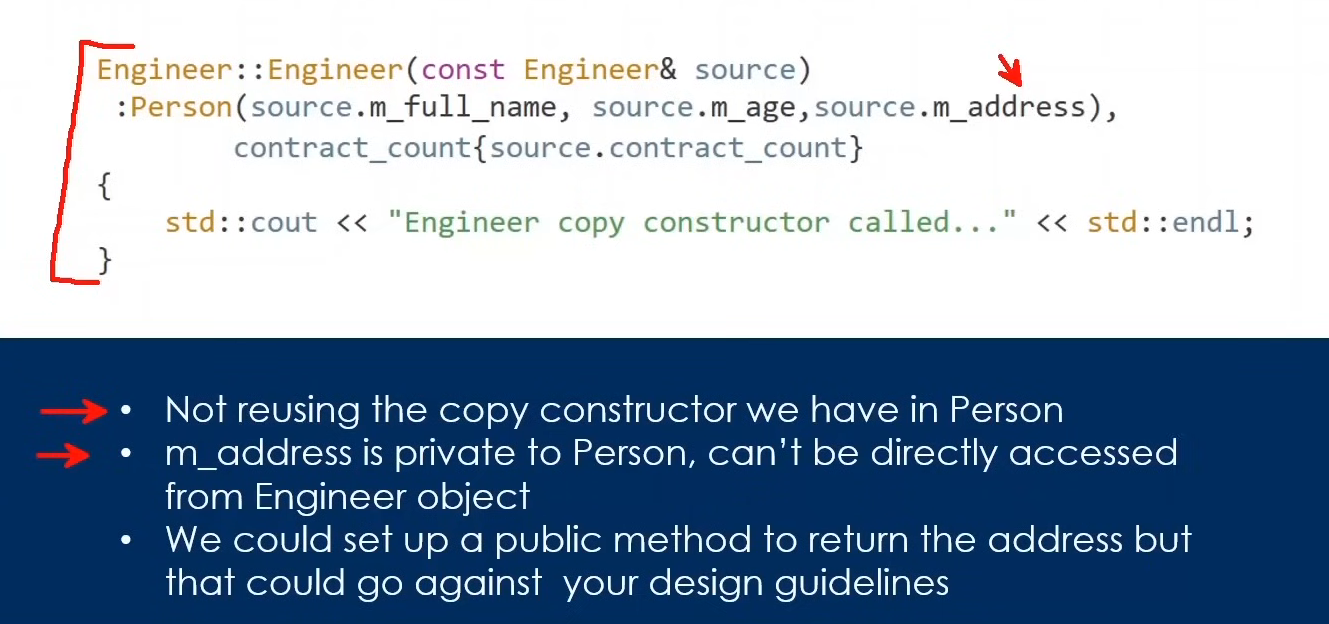 Engineer::Engineer(const Engineer& source)
:Person(source.m_full_name, source.m_age,source.m_address),
contract_count{source.contract_count}
{
std::cout << "Engineer copy constructor called..." << std::endl;
}
• Not reusing the copy constructor we have in Person
• m_address is private to Person, can’t be directly accessed
from Engineer object
• We could set up a public method to return the address but
that could go against your design guidelines